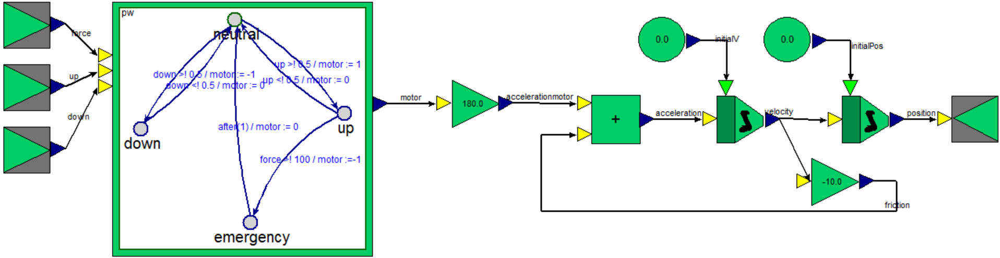 force
up
down
pw
neutral
down >! 0.5 / motor := -1
down <! 0.5 / motor := 0
up >! 0.5 / motor := 1
up <! 0.5 / motor := 0
down
up
after(1) / motor := 0
force >! 100 / motor :=-1
emergency
motor
180.0
accelerationmotor
+
acceleration
0.0
initialV
0.0
initialPos
velocity
position
-10.0
friction